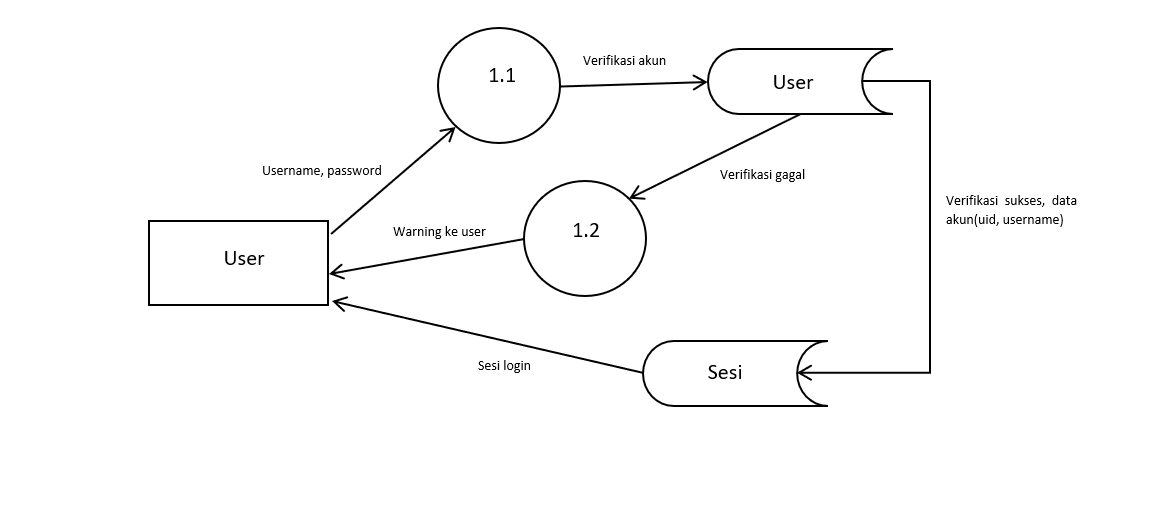 1.1
Verifikasi akun
User
Username, password
Verifikasi gagal
Verifikasi sukses, data
akun(uid, username)
1.2
Warning ke user
User
Sesi login
Sesi